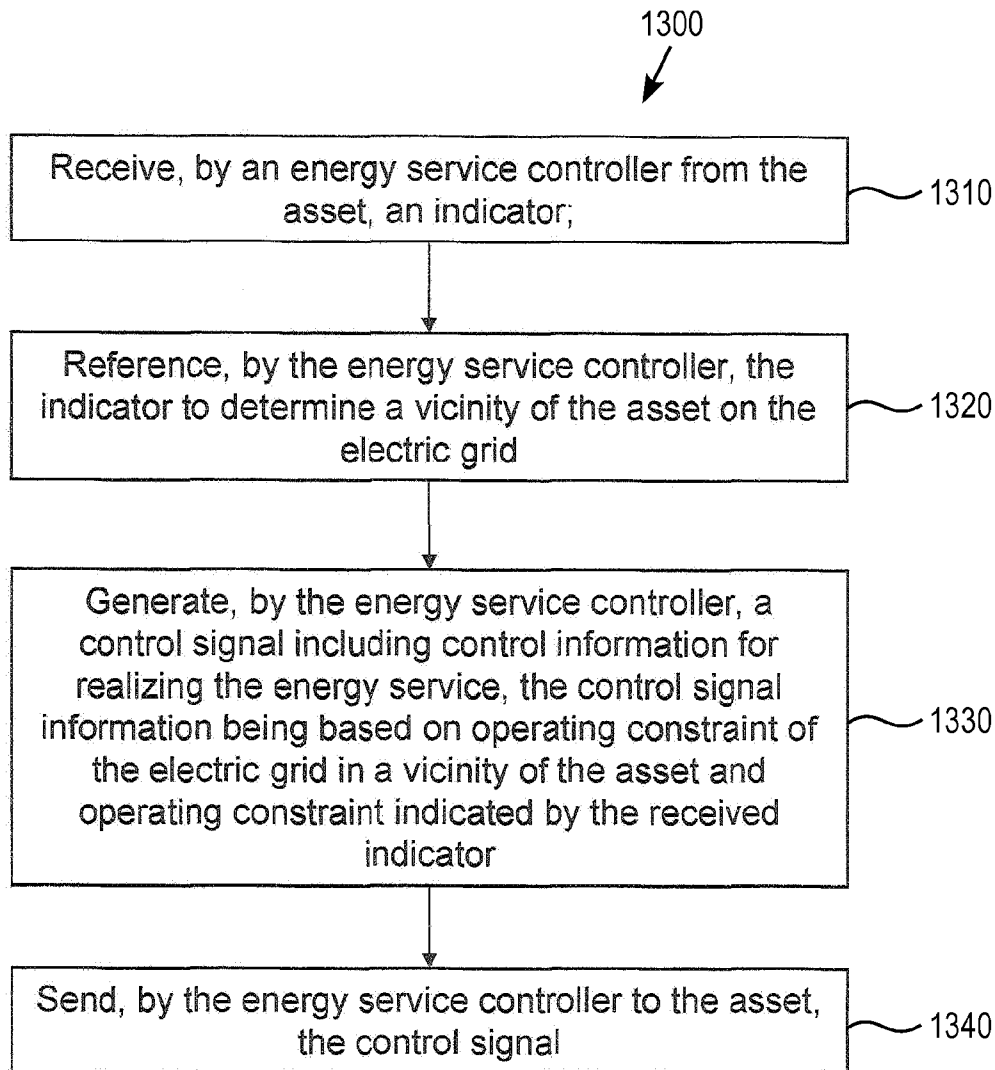 1300
Receive, by an energy service controller from the
asset, an indicator;
1310
Reference, by the energy service controller, the
indicator to determine a vicinity of the asset on the
electric grid
1320
Generate, by the energy service controller, a
control signal including control information for
realizing the energy service, the control signal
information being based on operating constraint of
the electric grid in a vicinity of the asset and
operating constraint indicated by the received
indicator
1330
Send, by the energy service controller to the asset,
the control signal
1340